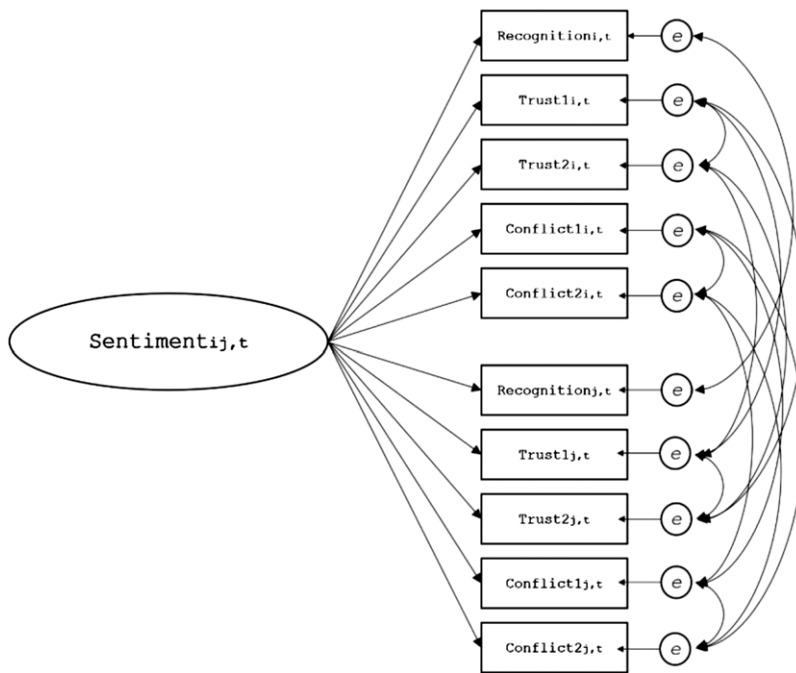 Recognitioni,t
e
Trust1i,t
e
Trust2i,t
e
Conflict1i,t
e
Conflict2i,t
e
Sentimentij,t
Recognitionj,t
e
Trust1j,t
e
Trust2j,t
e
Conflict1j,t
e
Conflict2j,t
e